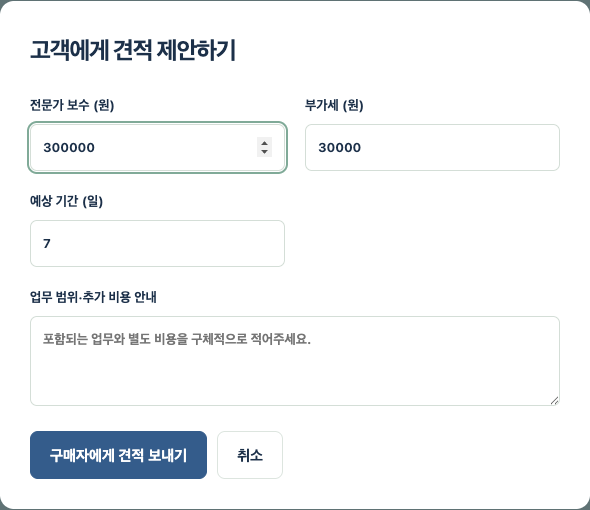 고객에게 견적 제안하기
전문가 보수 (원)
부가세 (원)
300000
30000
예상 기간 (일)
7
업무 범위·추가 비용 안내
포함되는 업무와 별도 비용을 구체적으로 적어주세요.
구매자에게 견적 보내기
취소